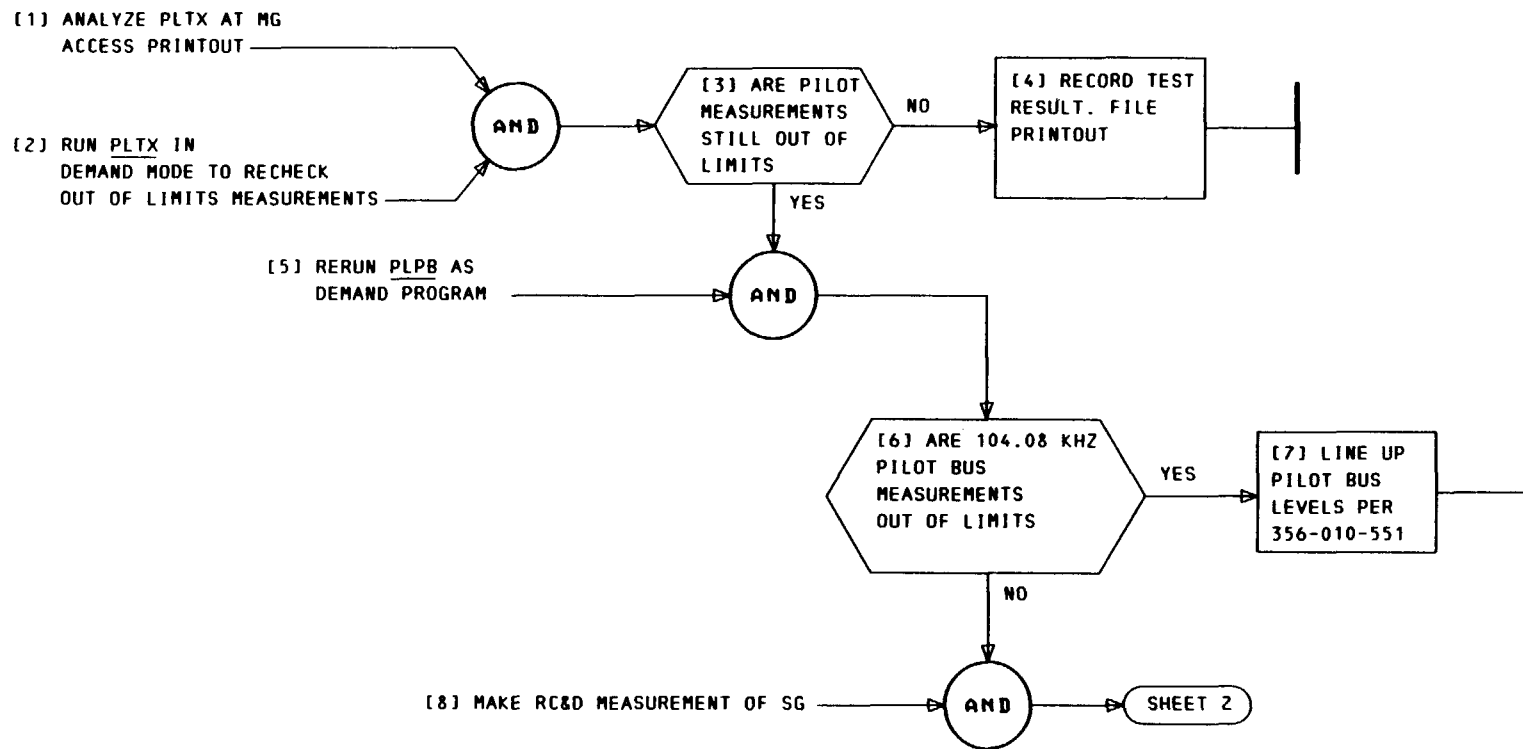 [1] ANALYZE PLTX AT MG
ACCESS PRINTOUT
[2] RUN PLTX IN
DEMAND MODE TO RECHECK
OUT OF LIMITS MEASUREMENTS
AND
[3] ARE PILOT
MEASUREMENTS
STILL OUT OF
LIMITS
NO
[4] RECORD TEST
RESULT. FILE
PRINTOUT
YES
[5] RERUN PLPB AS
DEMAND PROGRAM
AND
[6] ARE 104.08 KHZ
PILOT BUS
MEASUREMENTS
OUT OF LIMITS
YES
[7] LINE UP
PILOT BUS
LEVELS PER
356-010-551
NO
[8] MAKE RC&D MEASUREMENT OF SG
AND
SHEET 2